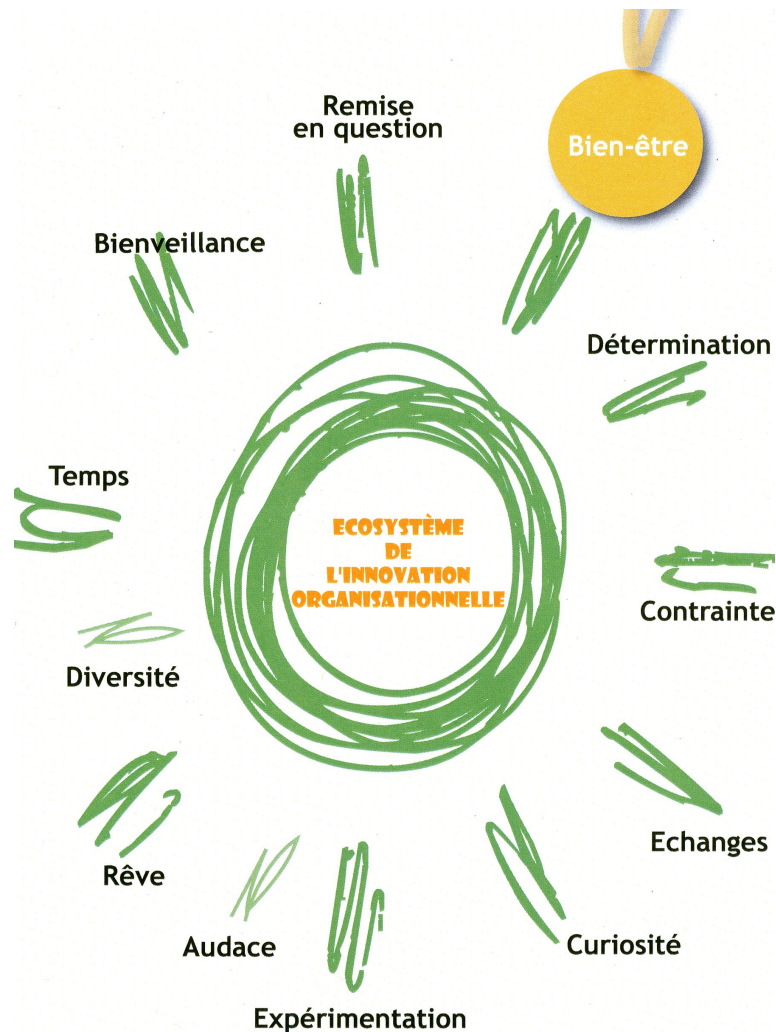 Remise
en question
Bien-être
Bienveillance
Détermination
Temps
ECOSYSTÈME
DE
L'INNOVATION
ORGANISATIONNELLE
Contrainte
Diversité
Echanges
Rêve
Audace
Curiosité
Expérimentation